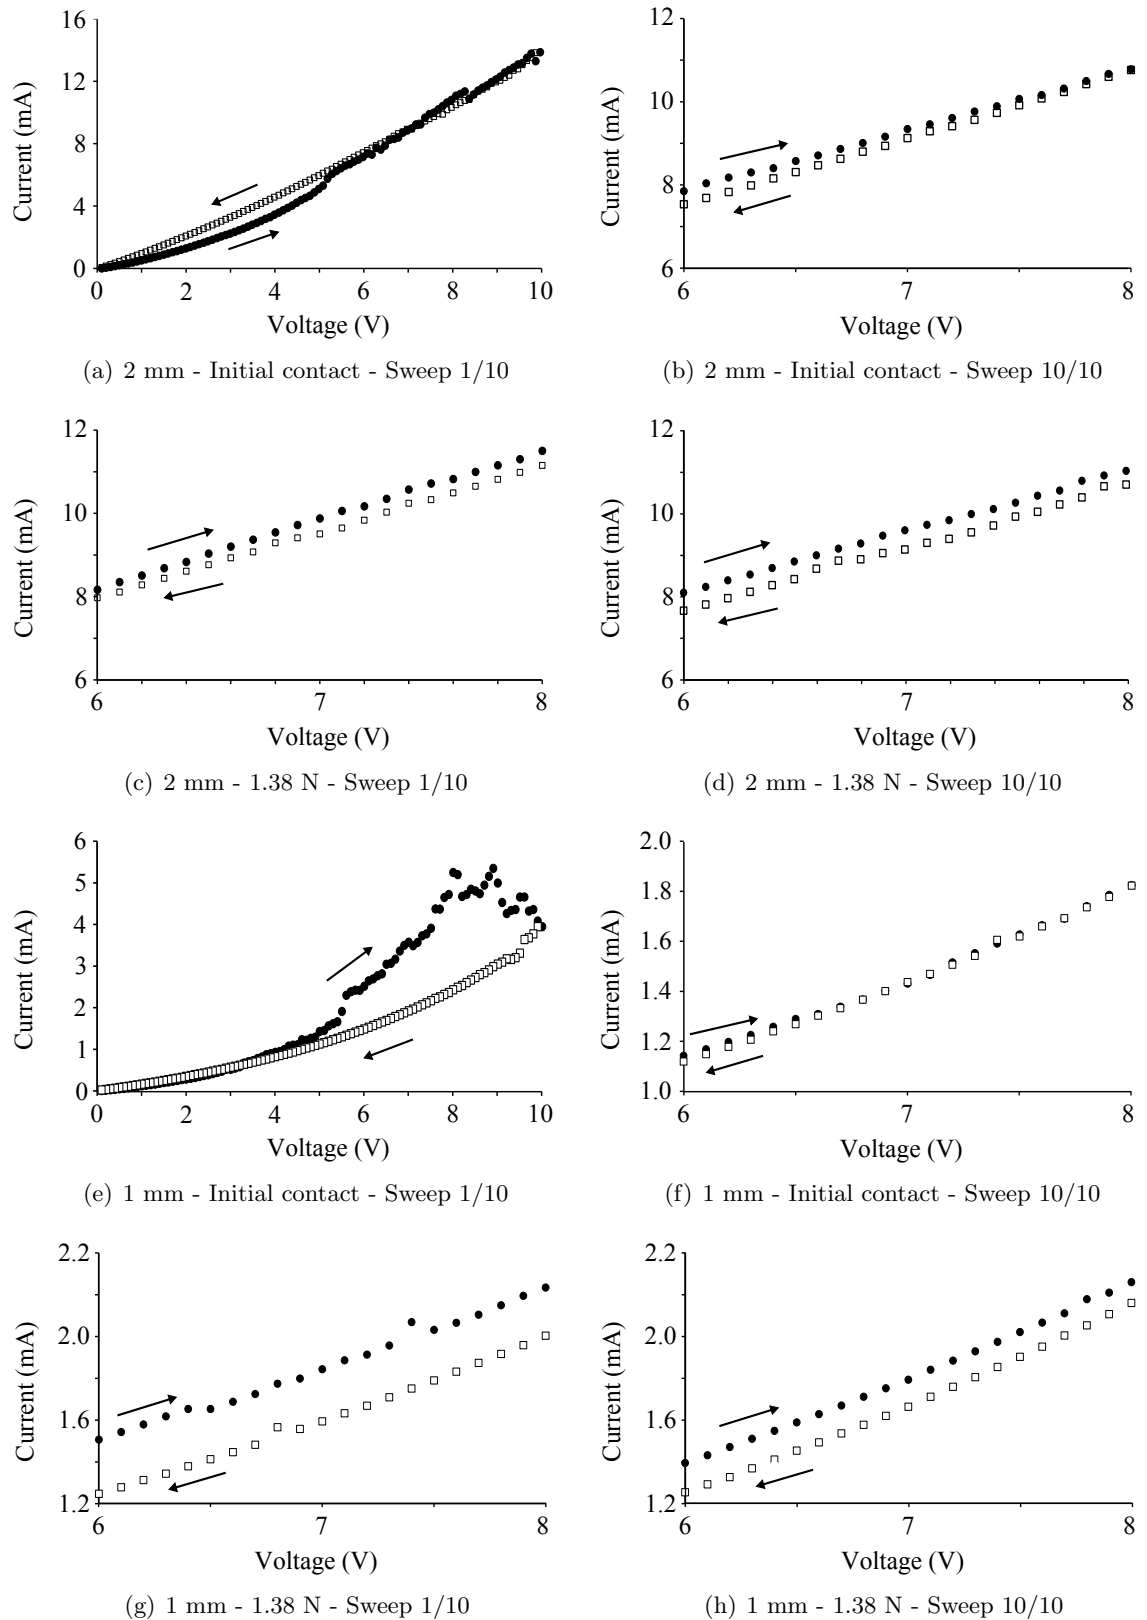 16
12
8
4
0
0 2 4 6 8 10
Current (mA)
Voltage (V)
(a) 2 mm - Initial contact - Sweep 1/10
12
10
8
6
6 7 8
Current (mA)
Voltage (V)
(b) 2 mm - Initial contact - Sweep 10/10
12
10
8
6
6 7 8
Current (mA)
Voltage (V)
(c) 2 mm - 1.38 N - Sweep 1/10
12
10
8
6
6 7 8
Current (mA)
Voltage (V)
(d) 2 mm - 1.38 N - Sweep 10/10
6
5
4
3
2
1
0
0 2 4 6 8 10
Current (mA)
Voltage (V)
(e) 1 mm - Initial contact - Sweep 1/10
2.0
1.8
1.6
1.4
1.2
1.0
6 7 8
Current (mA)
Voltage (V)
(f) 1 mm - Initial contact - Sweep 10/10
2.2
2.0
1.6
1.2
6 7 8
Current (mA)
Voltage (V)
(g) 1 mm - 1.38 N - Sweep 1/10
2.2
2.0
1.6
1.2
6 7 8
Current (mA)
Voltage (V)
(h) 1 mm - 1.38 N - Sweep 10/10